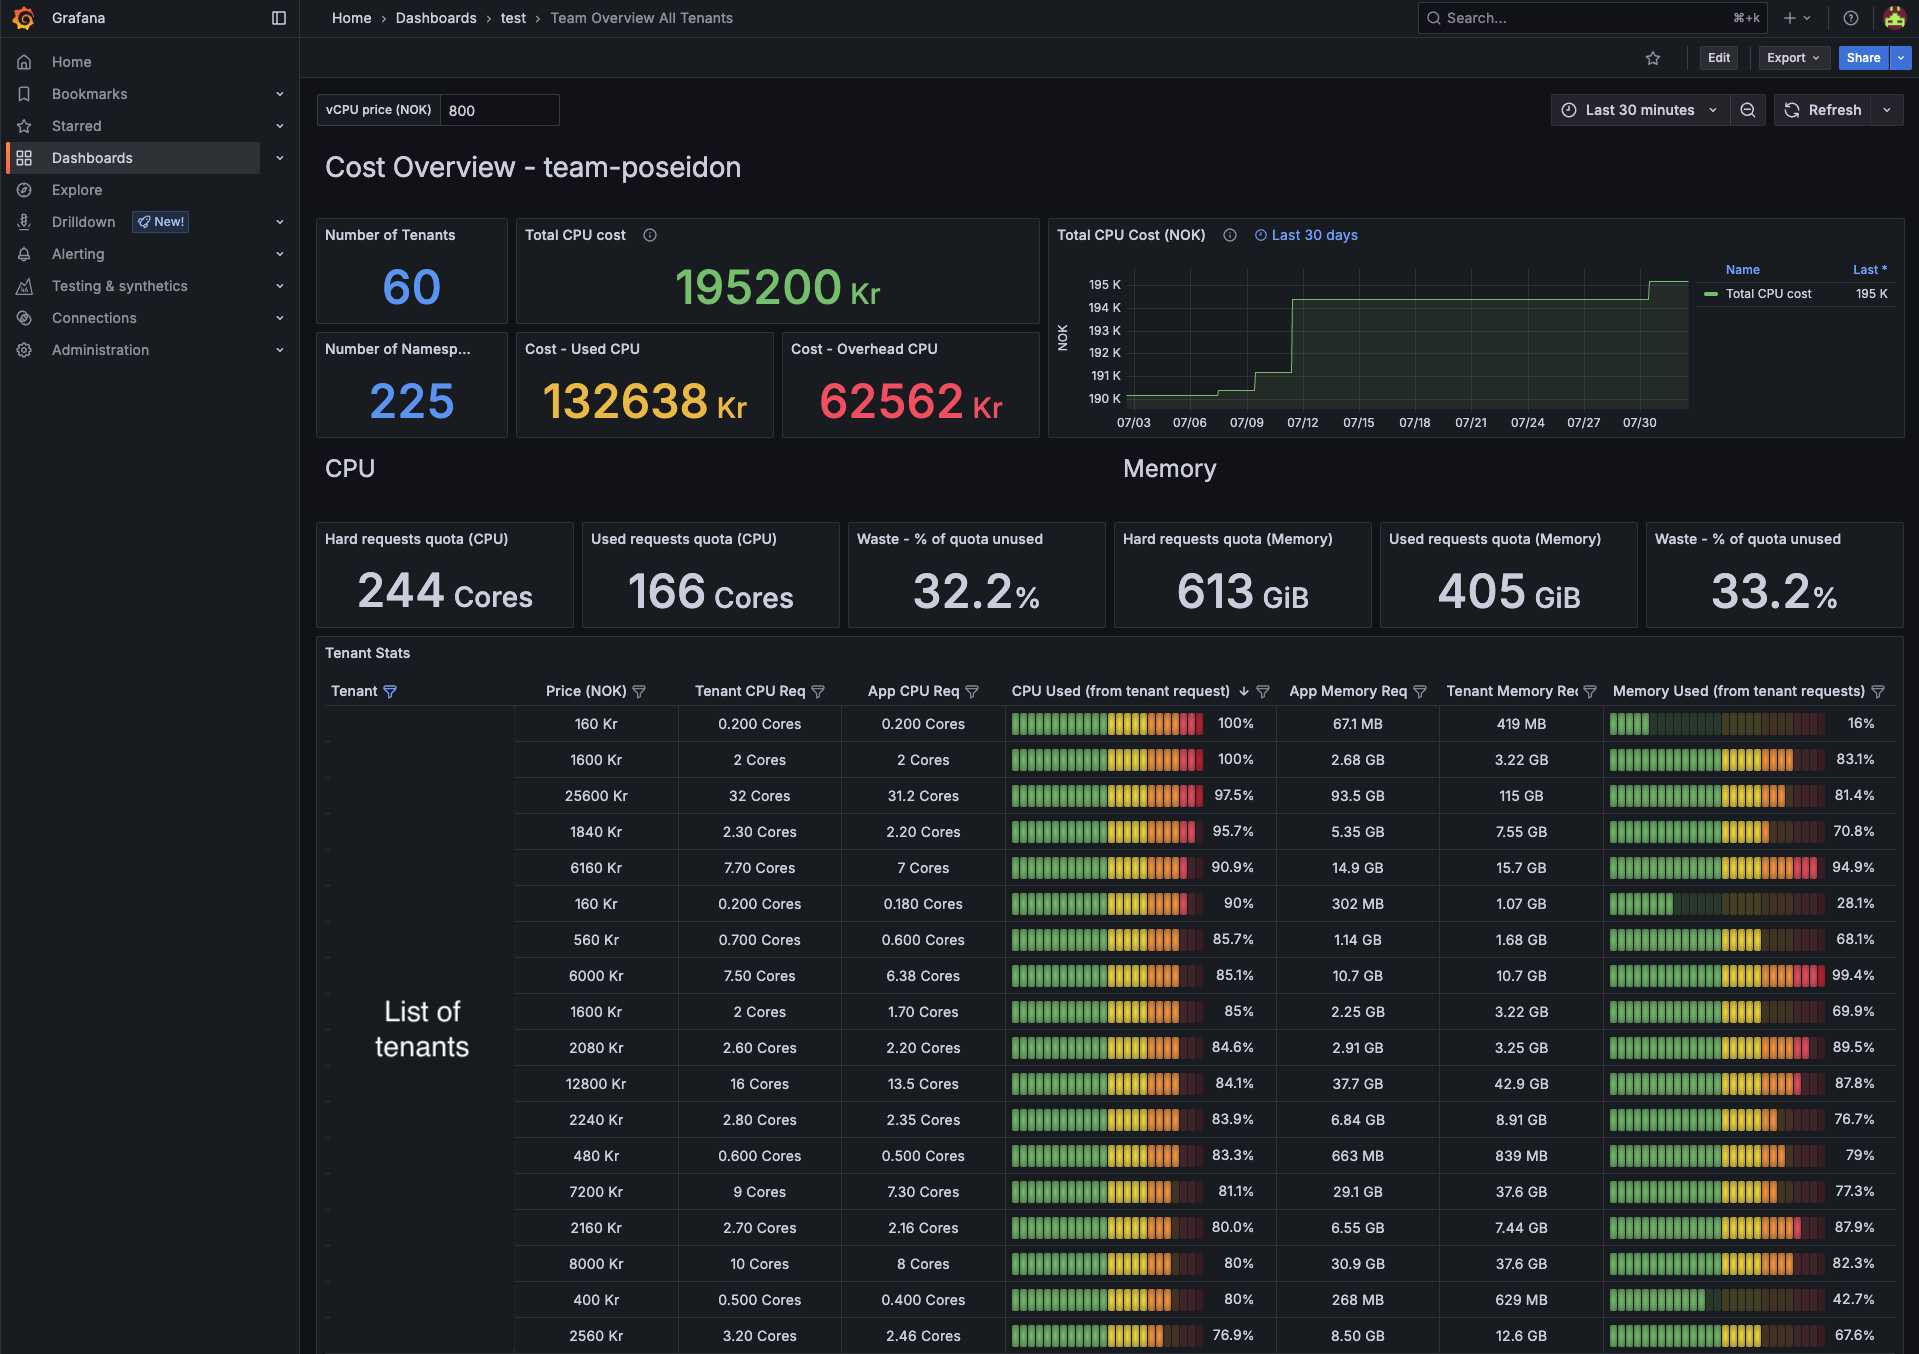 Grafana
Home › Dashboards › test › Team Overview All Tenants
Search... ⌘+k
Home
Bookmarks
Starred
Dashboards
Explore
Drilldown New!
Alerting
Testing & synthetics
Connections
Administration
Edit Export Share
vCPU price (NOK) 800
Last 30 minutes Refresh
Cost Overview - team-poseidon
Number of Tenants
60
Total CPU cost
195200 Kr
Number of Namesp...
225
Cost - Used CPU
132638 Kr
Cost - Overhead CPU
62562 Kr
Total CPU Cost (NOK) Last 30 days
NOK
195 K
194 K
193 K
192 K
191 K
190 K
07/03 07/06 07/09 07/12 07/15 07/18 07/21 07/24 07/27 07/30
Name Last *
Total CPU cost 195 K
CPU
Memory
Hard requests quota (CPU)
244 Cores
Used requests quota (CPU)
166 Cores
Waste - % of quota unused
32.2%
Hard requests quota (Memory)
613 GiB
Used requests quota (Memory)
405 GiB
Waste - % of quota unused
33.2%
Tenant Stats
Tenant Price (NOK) Tenant CPU Req App CPU Req CPU Used (from tenant request) App Memory Req Tenant Memory Rec Memory Used (from tenant requests)
160 Kr 0.200 Cores 0.200 Cores 100% 67.1 MB 419 MB 16%
1600 Kr 2 Cores 2 Cores 100% 2.68 GB 3.22 GB 83.1%
25600 Kr 32 Cores 31.2 Cores 97.5% 93.5 GB 115 GB 81.4%
1840 Kr 2.30 Cores 2.20 Cores 95.7% 5.35 GB 7.55 GB 70.8%
6160 Kr 7.70 Cores 7 Cores 90.9% 14.9 GB 15.7 GB 94.9%
160 Kr 0.200 Cores 0.180 Cores 90% 302 MB 1.07 GB 28.1%
560 Kr 0.700 Cores 0.600 Cores 85.7% 1.14 GB 1.68 GB 68.1%
6000 Kr 7.50 Cores 6.38 Cores 85.1% 10.7 GB 10.7 GB 99.4%
1600 Kr 2 Cores 1.70 Cores 85% 2.25 GB 3.22 GB 69.9%
2080 Kr 2.60 Cores 2.20 Cores 84.6% 2.91 GB 3.25 GB 89.5%
12800 Kr 16 Cores 13.5 Cores 84.1% 37.7 GB 42.9 GB 87.8%
2240 Kr 2.80 Cores 2.35 Cores 83.9% 6.84 GB 8.91 GB 76.7%
480 Kr 0.600 Cores 0.500 Cores 83.3% 663 MB 839 MB 79%
7200 Kr 9 Cores 7.30 Cores 81.1% 29.1 GB 37.6 GB 77.3%
2160 Kr 2.70 Cores 2.16 Cores 80.0% 6.55 GB 7.44 GB 87.9%
8000 Kr 10 Cores 8 Cores 80% 30.9 GB 37.6 GB 82.3%
400 Kr 0.500 Cores 0.400 Cores 80% 268 MB 629 MB 42.7%
2560 Kr 3.20 Cores 2.46 Cores 76.9% 8.50 GB 12.6 GB 67.6%
List of
tenants